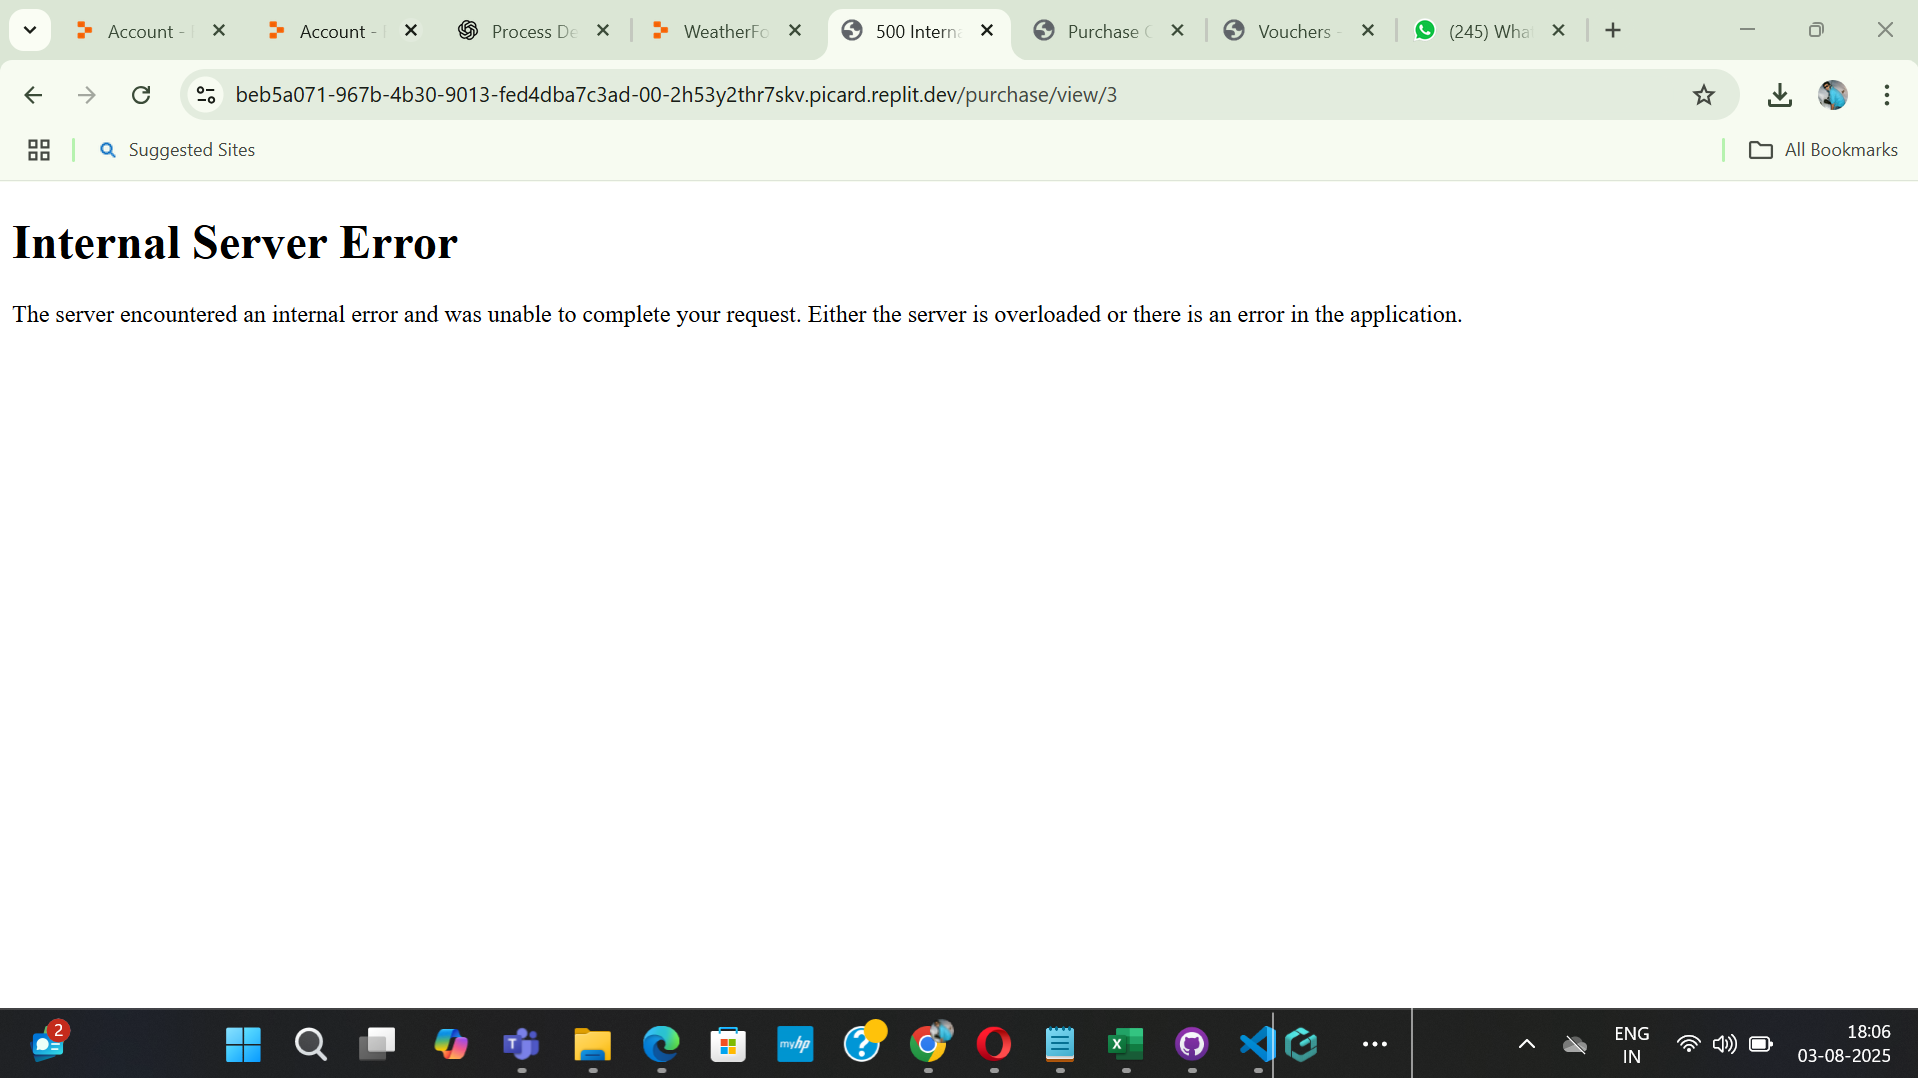 Account -
Account -
Process De
WeatherFo
500 Interna
Purchase
Vouchers -
(245) What
beb5a071-967b-4b30-9013-fed4dba7c3ad-00-2h53y2thr7skv.picard.replit.dev/purchase/view/3
Suggested Sites
All Bookmarks
Internal Server Error
The server encountered an internal error and was unable to complete your request. Either the server is overloaded or there is an error in the application.
2
myhp
ENG
IN
18:06
03-08-2025